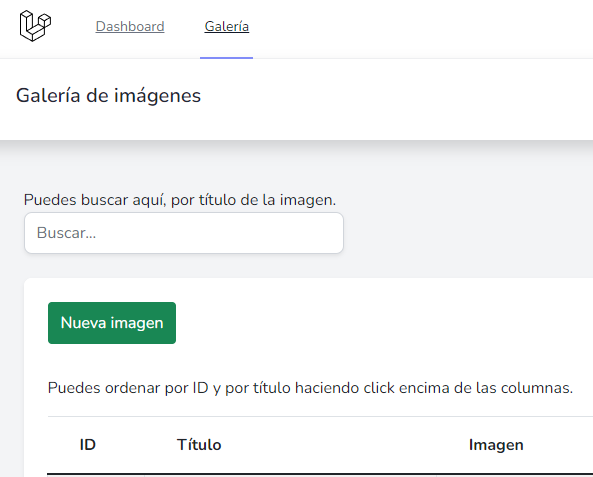 Dashboard Galería
Galería de imágenes
Puedes buscar aquí, por título de la imagen.
Buscar...
Nueva imagen
Puedes ordenar por ID y por título haciendo click encima de las columnas.
ID Título Imagen